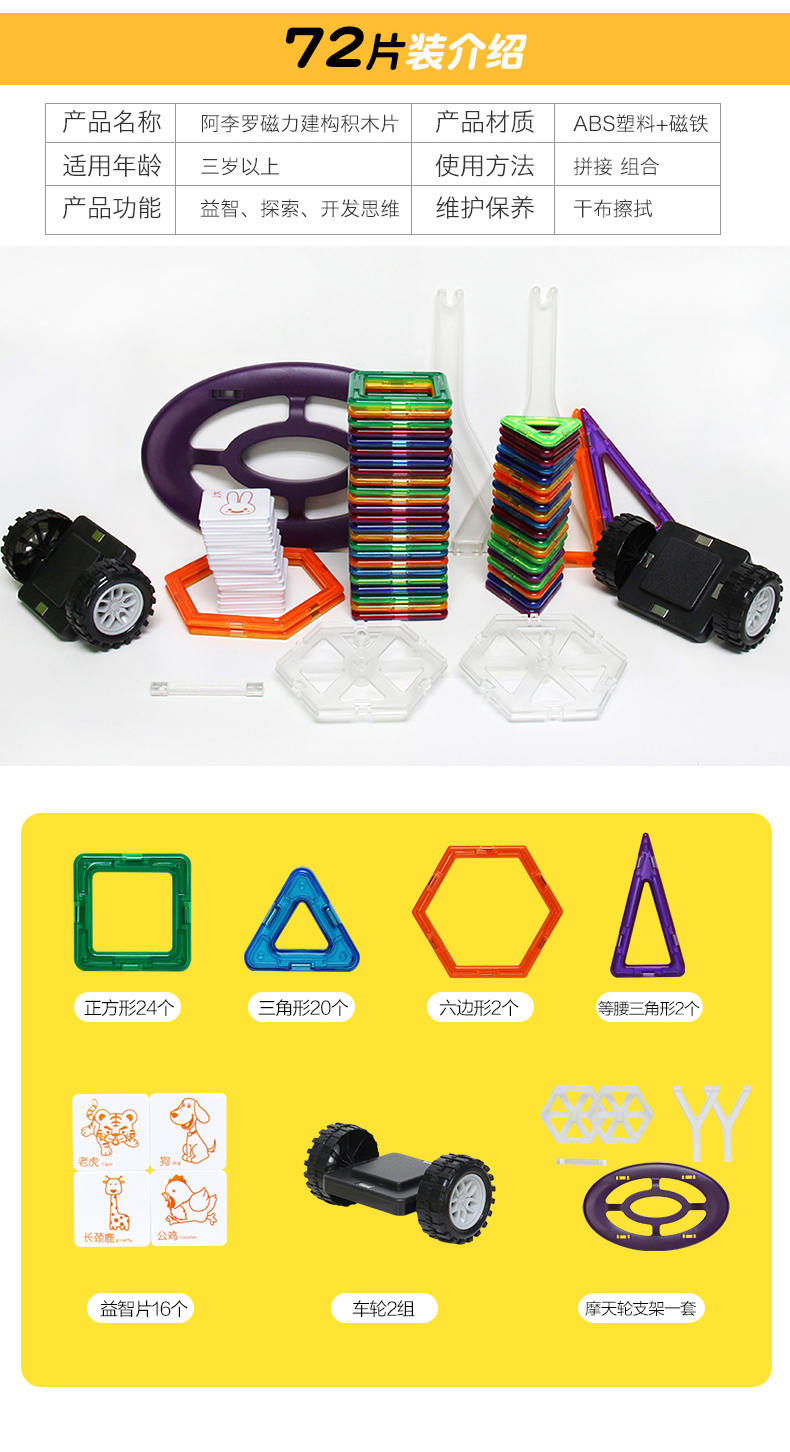 72片装介绍
产品名称 阿李罗磁力建构积木片 产品材质 ABS塑料+磁铁
适用年龄 三岁以上 使用方法 拼接 组合
产品功能 益智、探索、开发思维 维护保养 干布擦拭
正方形24个 三角形20个 六边形2个 等腰三角形2个
老虎 tiger 狗 dog
长颈鹿 giraffe 公鸡 rooster
益智片16个 车轮2组 摩天轮支架一套